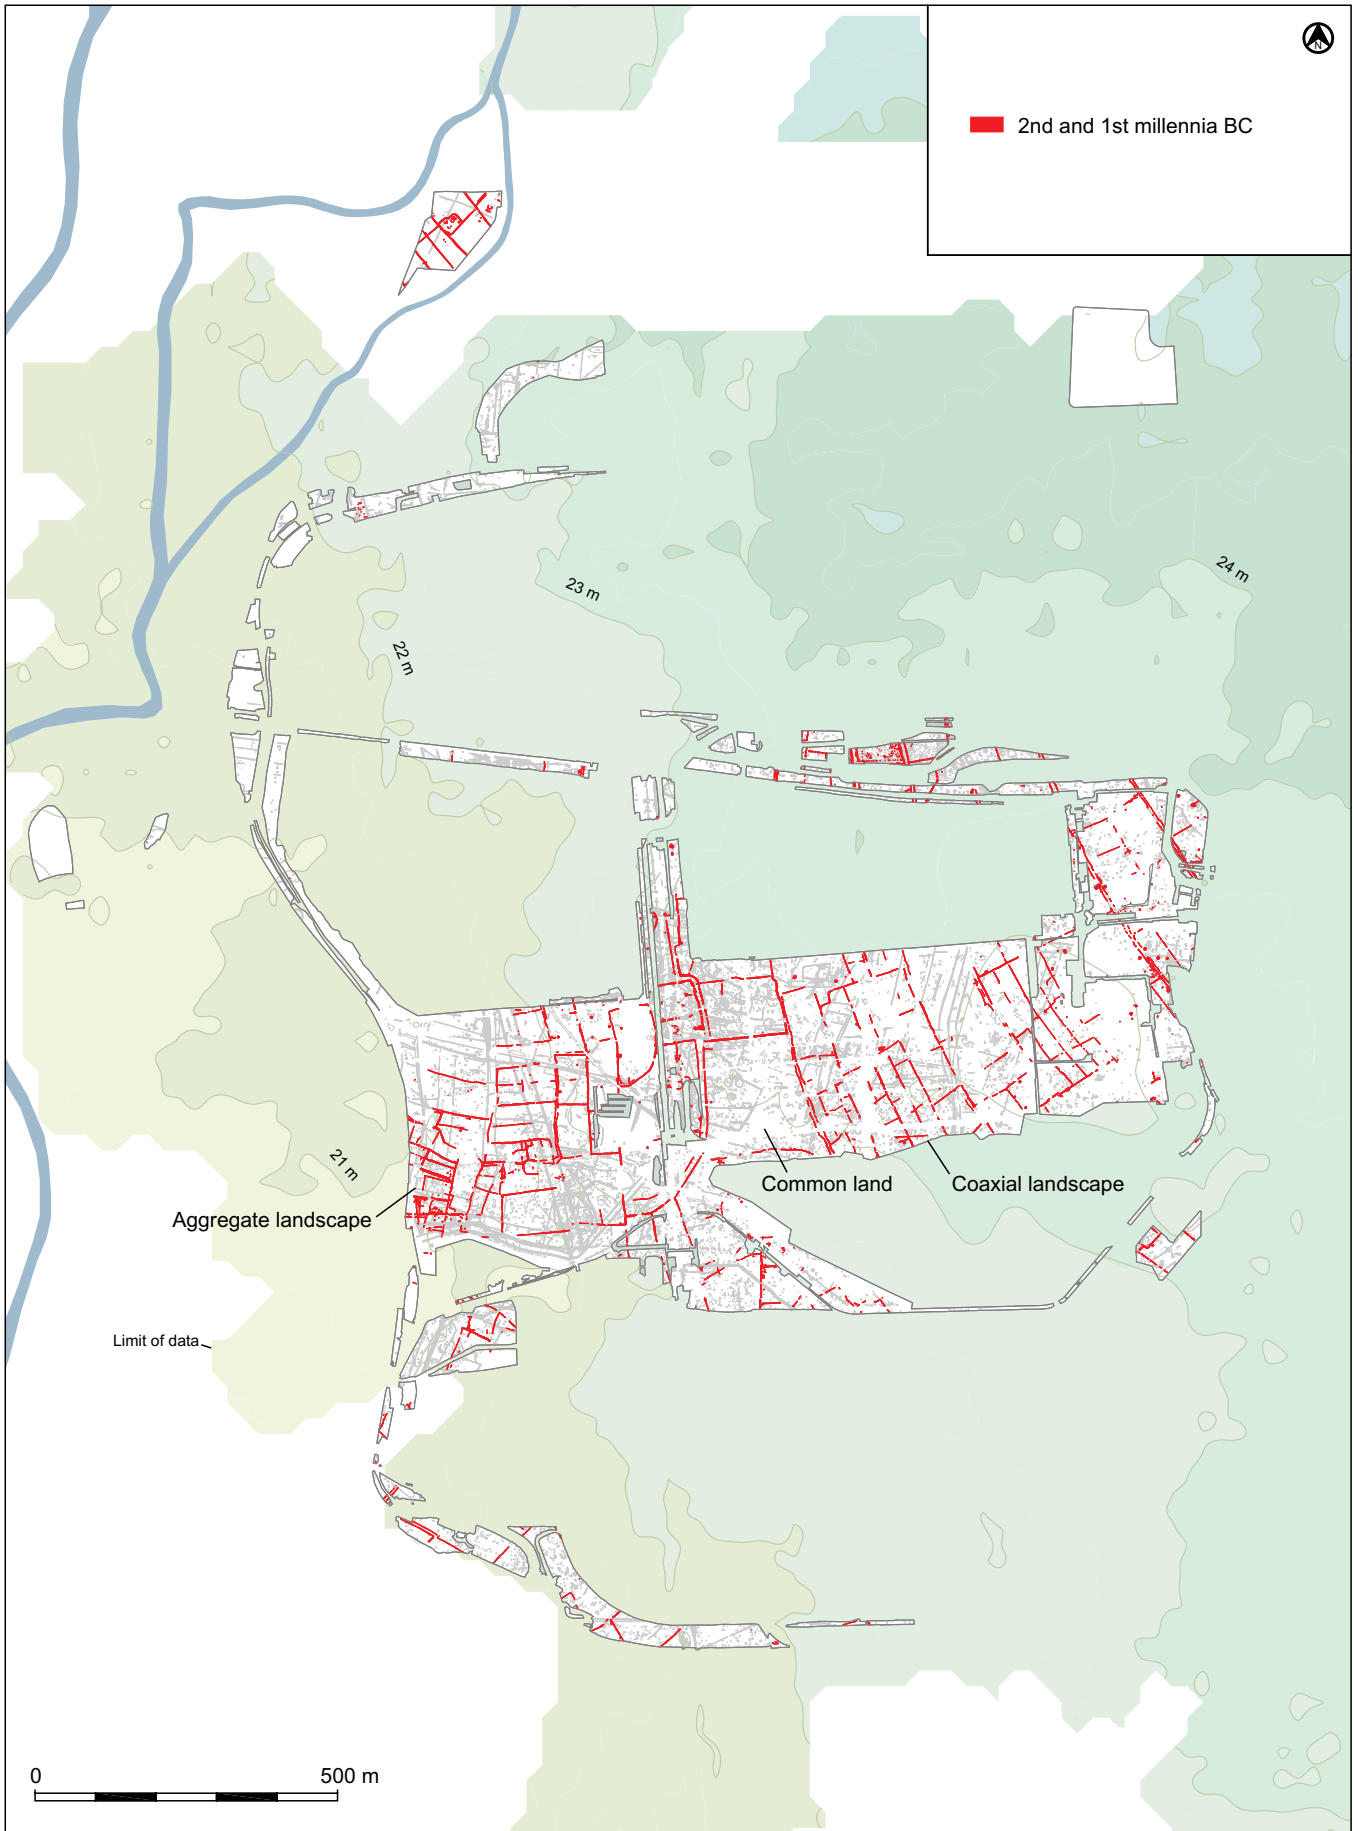 N
2nd and 1st millennia BC
24 m
23 m
22 m
21 m
Common land
Coaxial landscape
Aggregate landscape
Limit of data
0
500 m